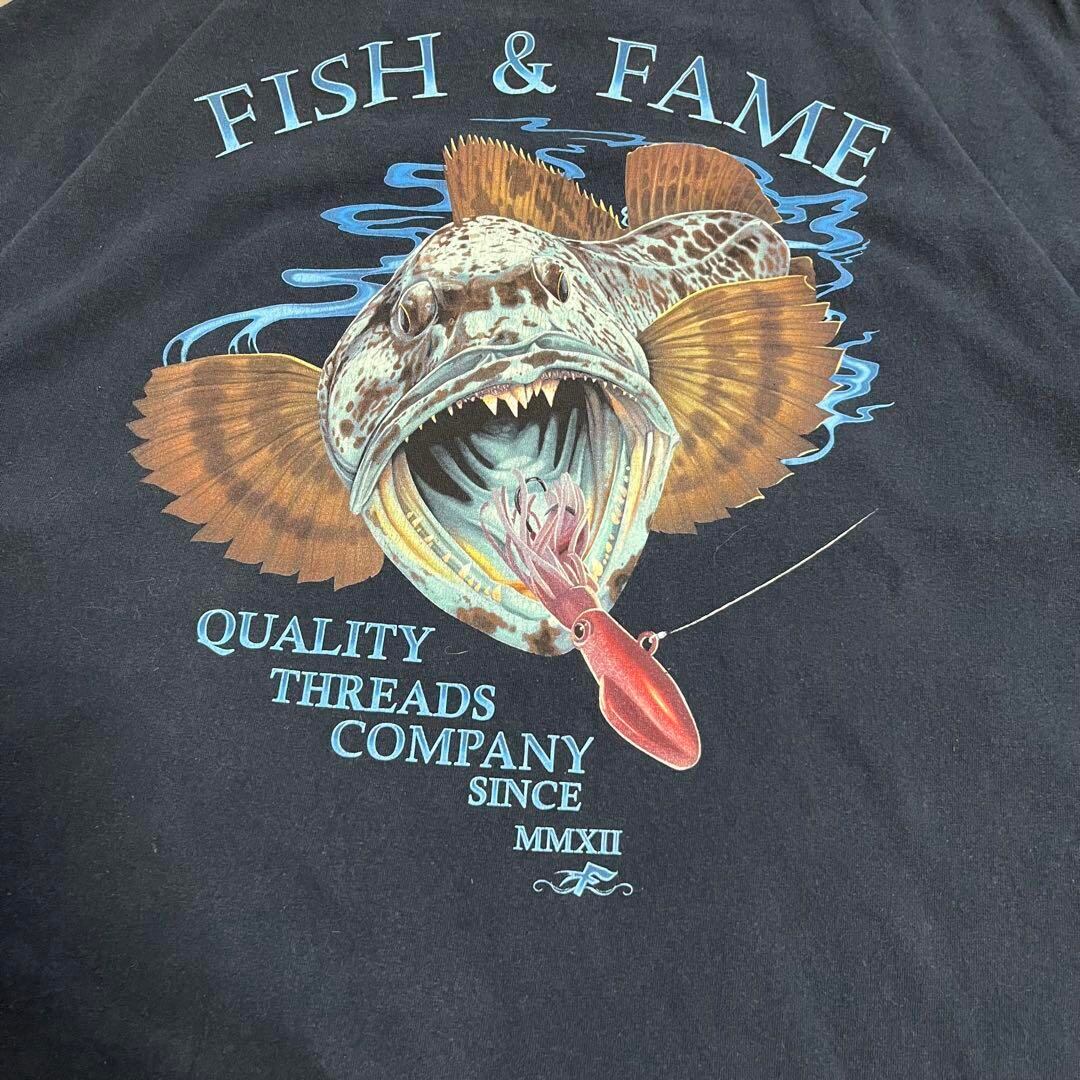 FISH & FAME
QUALITY
THREADS
COMPANY
SINCE
MMXII
F